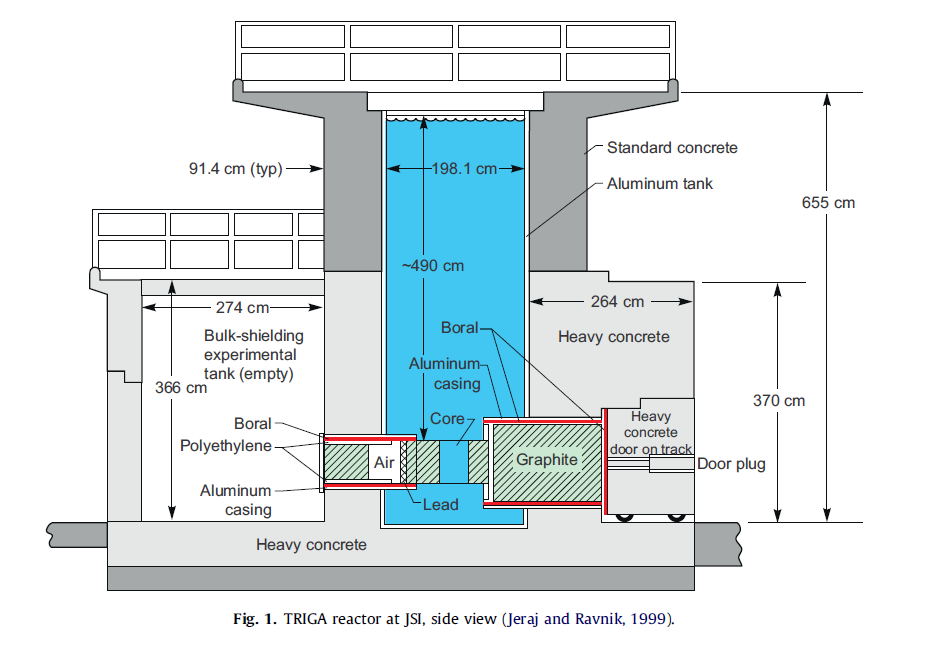 91.4 cm (typ)
198.1 cm
Standard concrete
Aluminum tank
655 cm
~490 cm
274 cm
264 cm
Bulk-shielding
experimental
tank (empty)
366 cm
Boral
Heavy concrete
Aluminum
casing
370 cm
Core
Heavy
concrete
door on track
Boral
Polyethylene
Air
Graphite
Door plug
Aluminum
casing
Lead
Heavy concrete
Fig. 1. TRIGA reactor at JSI, side view (Jeraj and Ravnik, 1999).